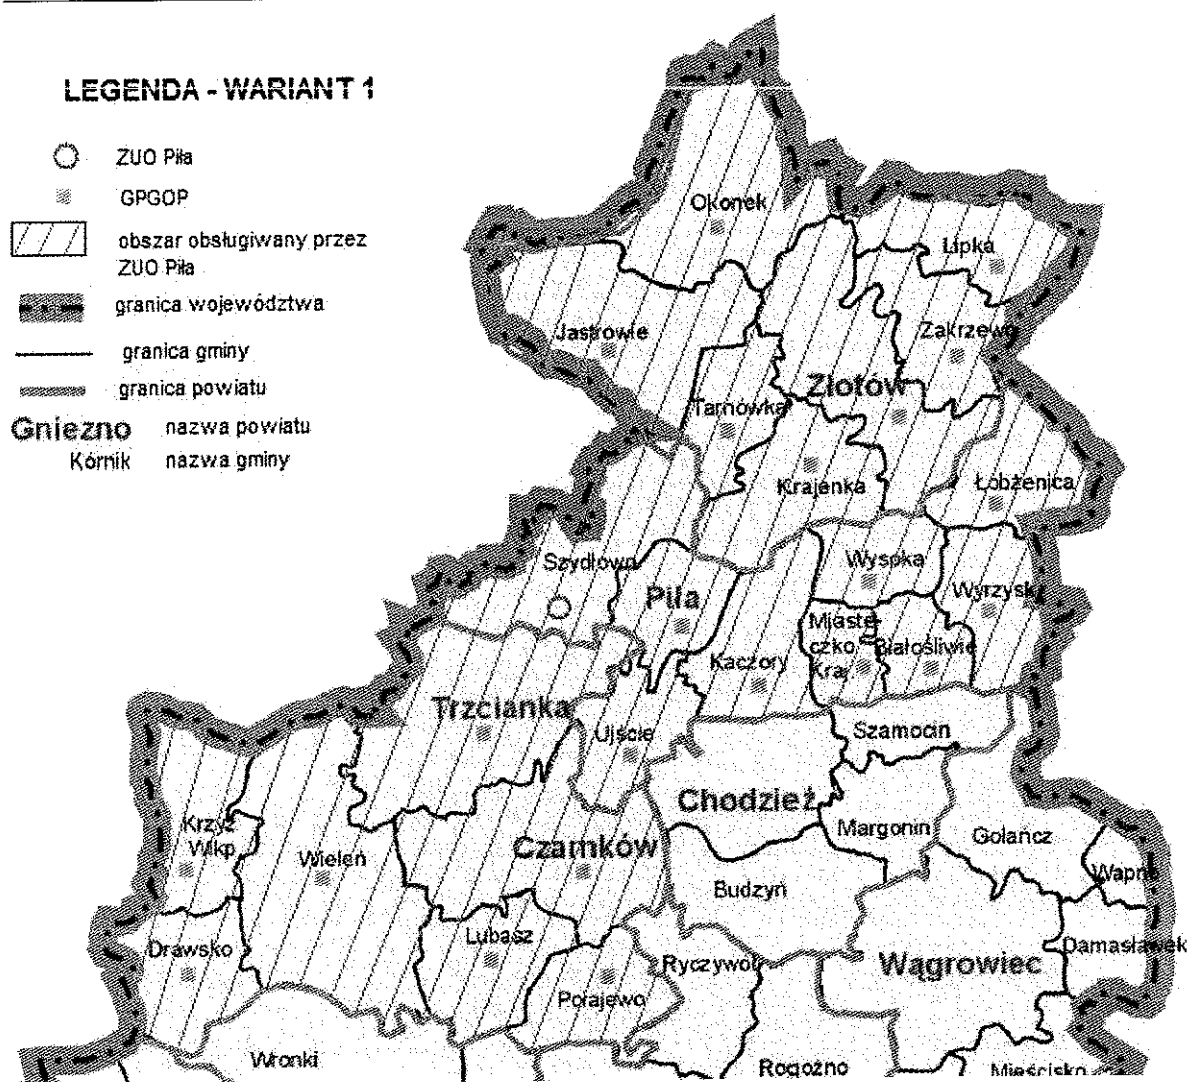 LEGENDA - WARIANT 1
ZUO Piła
GPGOP
obszar obsługiwany przez
ZUO Piła
granica województwa
granica gminy
granica powiatu
Gniezno nazwa powiatu
Kórnik nazwa gminy
Okonek
Lipka
Jastrowie
Zakrzewo
Złotów
Tarnówka
Krajenka
Łobżenica
Szydłowo
Wysoka
Piła
Wyrzysk
Miaste
czko
Kraj.
Białośliwie
Kaczory
Trzcianka
Ujście
Szamocin
Chodzież
Krzyż
Wlkp
Wieleń
Czarnków
Margonin
Gołańcz
Wapno
Budzyń
Drawsko
Lubasz
Ryczywół
Wągrowiec
Damasławek
Połajewo
Wronki
Rogoźno
Mieścisko